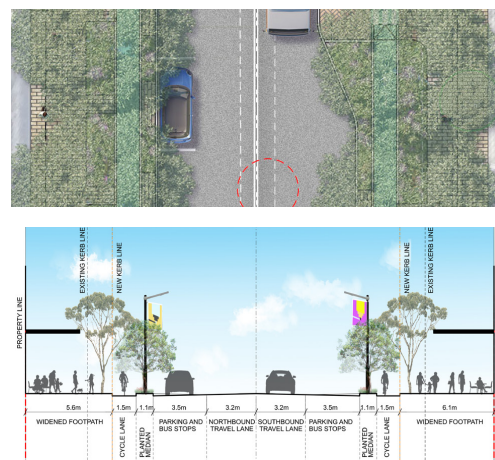 PROPERTY LINE
EXISTING KERB LINE
NEW KERB LINE
NEW KERB LINE
EXISTING KERB LINE
5.6m
1.5m
1.1m
3.5m
3.2m
3.2m
3.5m
1.1m
1.5m
6.1m
WIDENED FOOTPATH
CYCLE LANE
PLANTED
MEDIAN
PARKING AND
BUS STOPS
NORTHBOUND
TRAVEL LANE
SOUTHBOUND
TRAVEL LANE
PARKING AND
BUS STOPS
PLANTED
MEDIAN
CYCLE LANE
WIDENED FOOTPATH